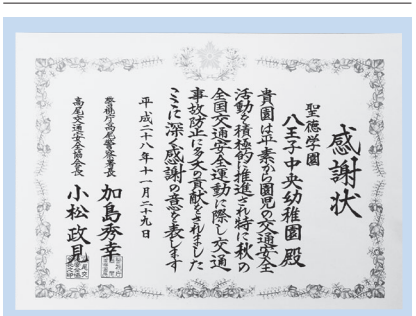 感謝状
聖徳学園
八王子中央幼稚園 殿
貴園は平素から園児の交通安全
活動を積極的に推進され特に秋の
全国交通安全運動に際し交通
事故防止に多大の貢献をされました
ここに深く感謝の意を表します
平成二十八年十一月二十九日
警視庁高尾警察署長 加島秀幸
高尾交通安全協会長 小松政見